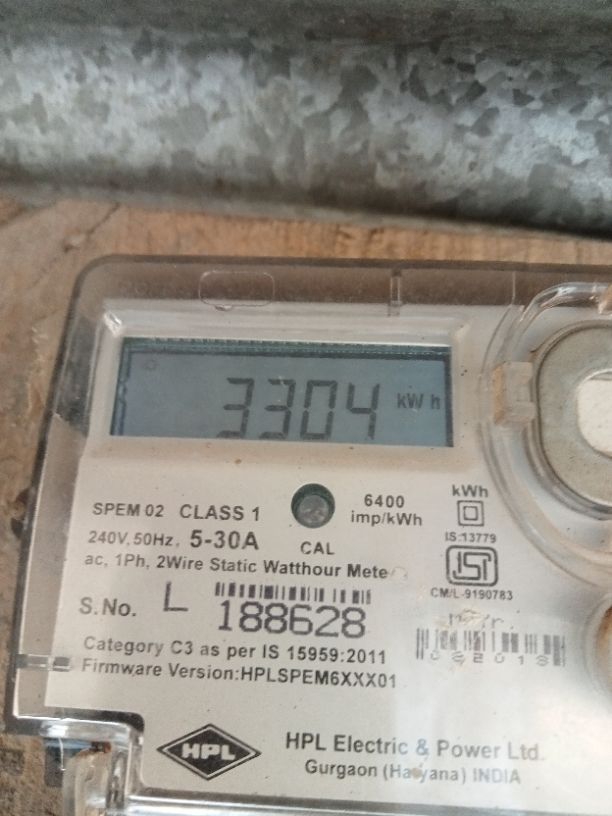 3304 kWh
SPEM 02 CLASS 1
6400
imp/kWh
kWh
240V, 50Hz, 5-30A
CAL
IS:13779
ac, 1Ph, 2Wire Static Watthour Mete
CM/L-9190783
S.No. L 188628
062018
Category C3 as per IS 15959:2011
Firmware Version:HPLSPEM6XXX01
HPL
HPL Electric & Power Ltd.
Gurgaon (Haryana) INDIA